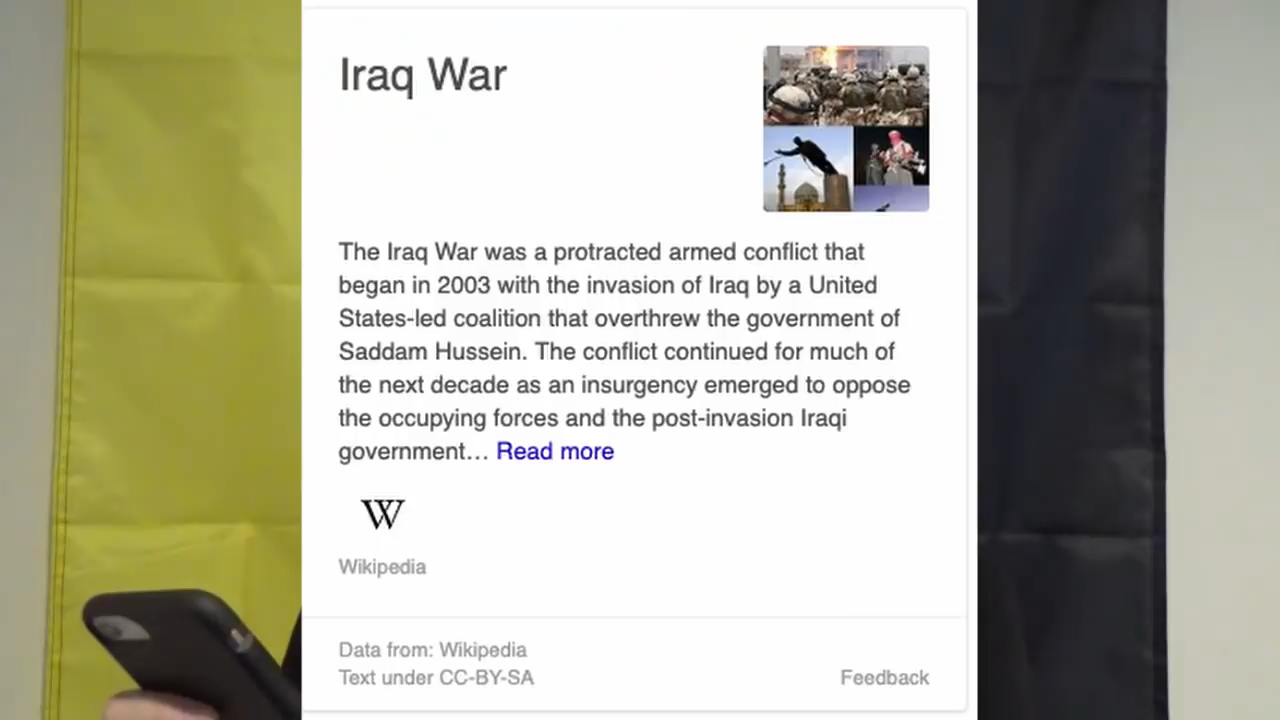 Iraq War
The Iraq War was a protracted armed conflict that
began in 2003 with the invasion of Iraq by a United
States-led coalition that overthrew the government of
Saddam Hussein. The conflict continued for much of
the next decade as an insurgency emerged to oppose
the occupying forces and the post-invasion Iraqi
government... Read more
W
Wikipedia
Data from: Wikipedia
Text under CC-BY-SA
Feedback